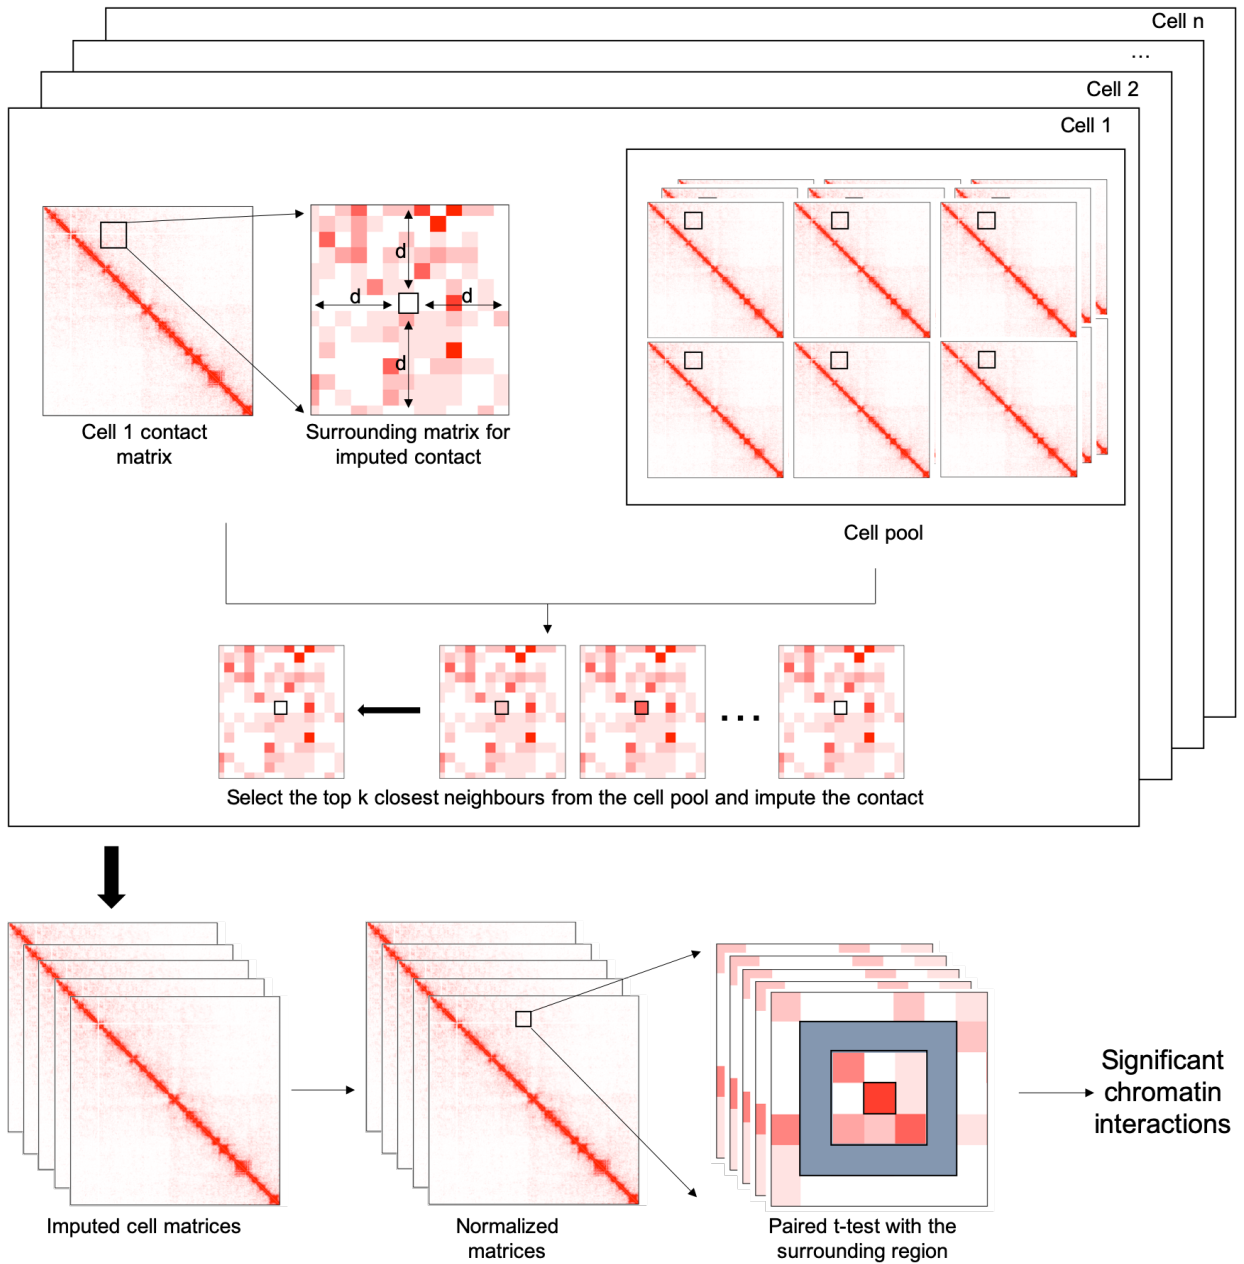 Cell n
...
Cell 2
Cell 1
d
d
d
d
Cell 1 contact
matrix
Surrounding matrix for
imputed contact
Cell pool
...
Select the top k closest neighbours from the cell pool and impute the contact
Imputed cell matrices
Normalized
matrices
Paired t-test with the
surrounding region
Significant
chromatin
interactions